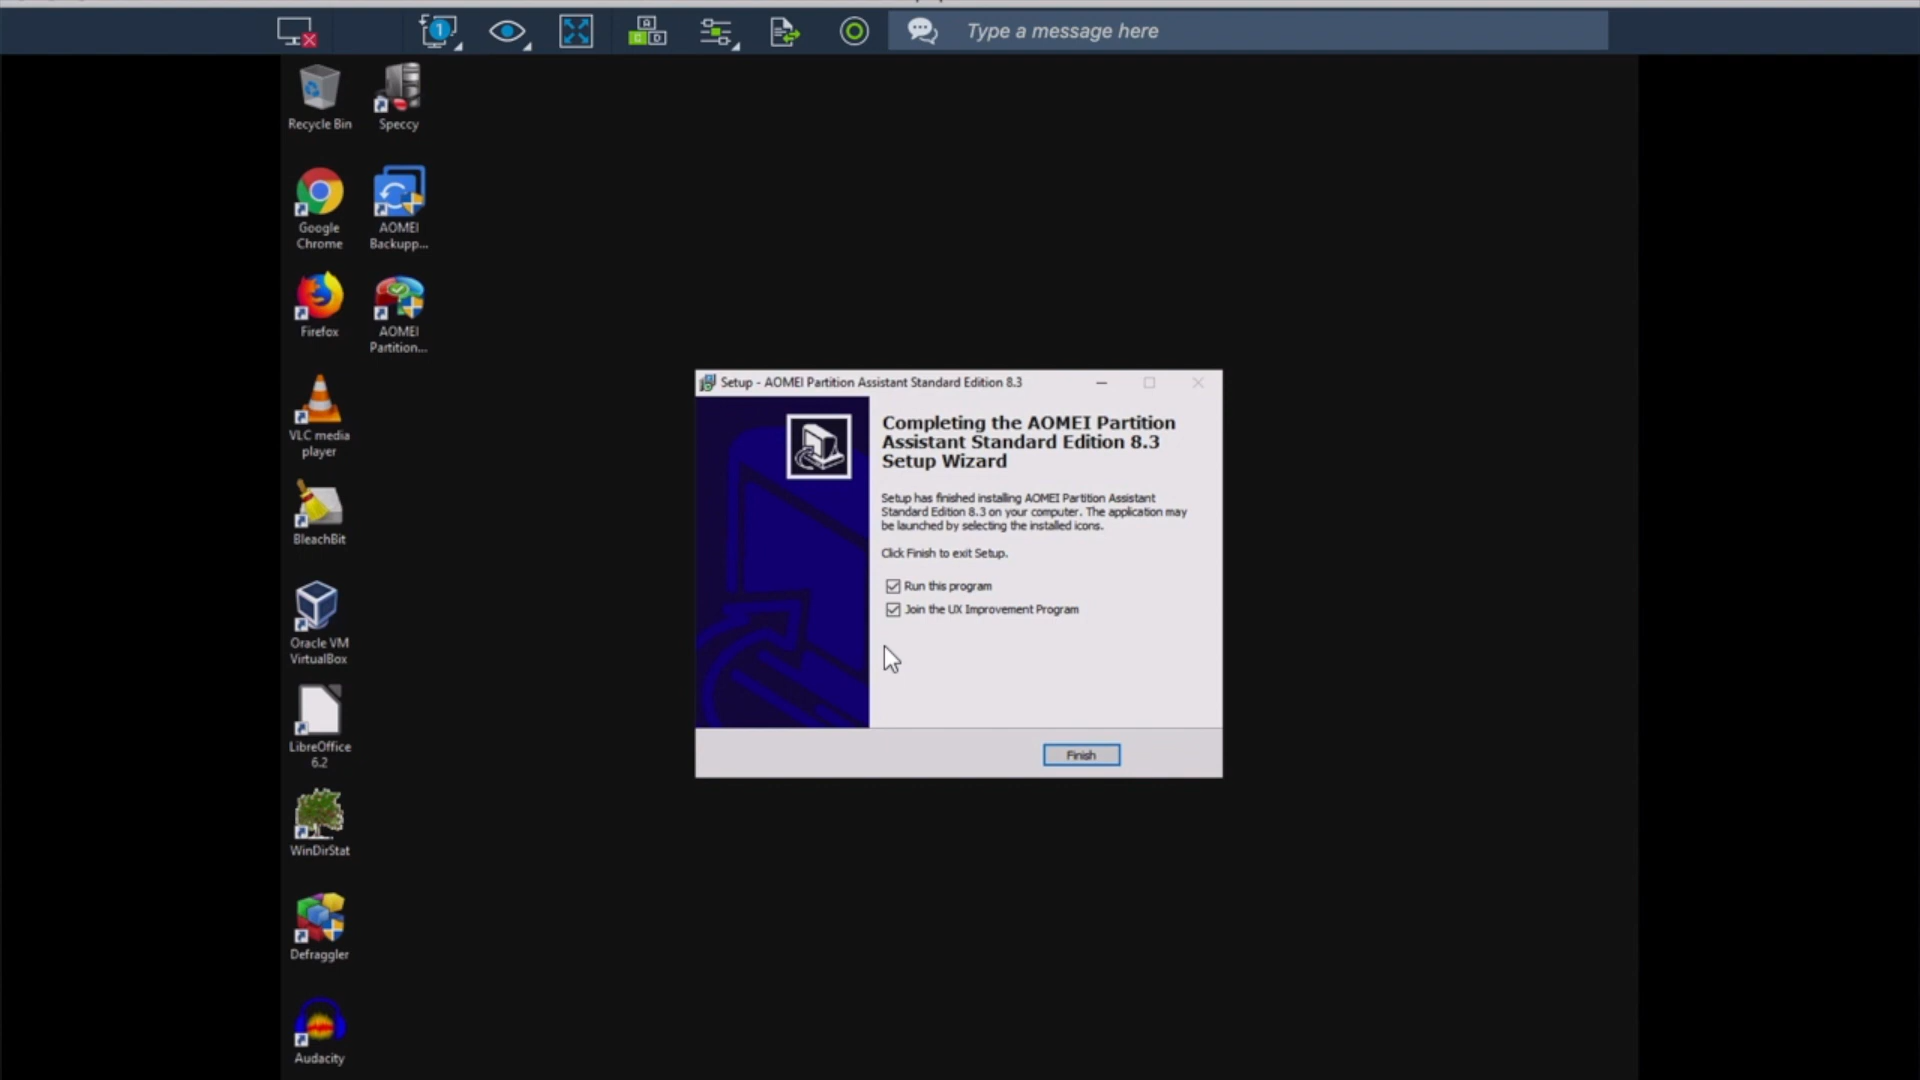 1
A
C
D
Type a message here
Recycle Bin
Speccy
Google
Chrome
AOMEI
Backupp...
Firefox
AOMEI
Partition...
VLC media
player
BleachBit
Oracle VM
VirtualBox
LibreOffice
6.2
WinDirStat
Defraggler
Audacity
Setup - AOMEI Partition Assistant Standard Edition 8.3
Completing the AOMEI Partition
Assistant Standard Edition 8.3
Setup Wizard
Setup has finished installing AOMEI Partition Assistant
Standard Edition 8.3 on your computer. The application may
be launched by selecting the installed icons.
Click Finish to exit Setup.
Run this program
Join the UX Improvement Program
Finish